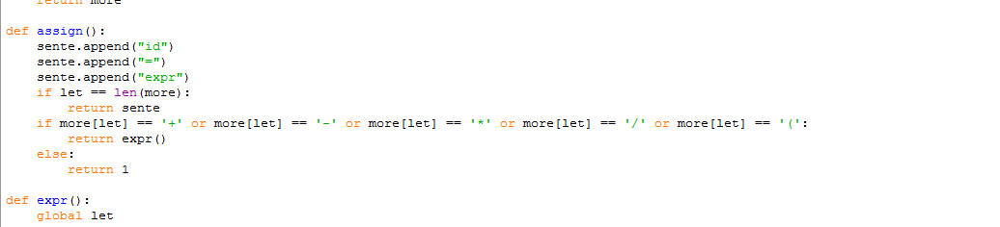 return more
def assign():
    sente.append("id")
    sente.append("=")
    sente.append("expr")
    if let == len(more):
        return sente
    if more[let] == '+' or more[let] == '-' or more[let] == '*' or more[let] == '/' or more[let] == '(':
        return expr()
    else:
        return 1
def expr():
    global let